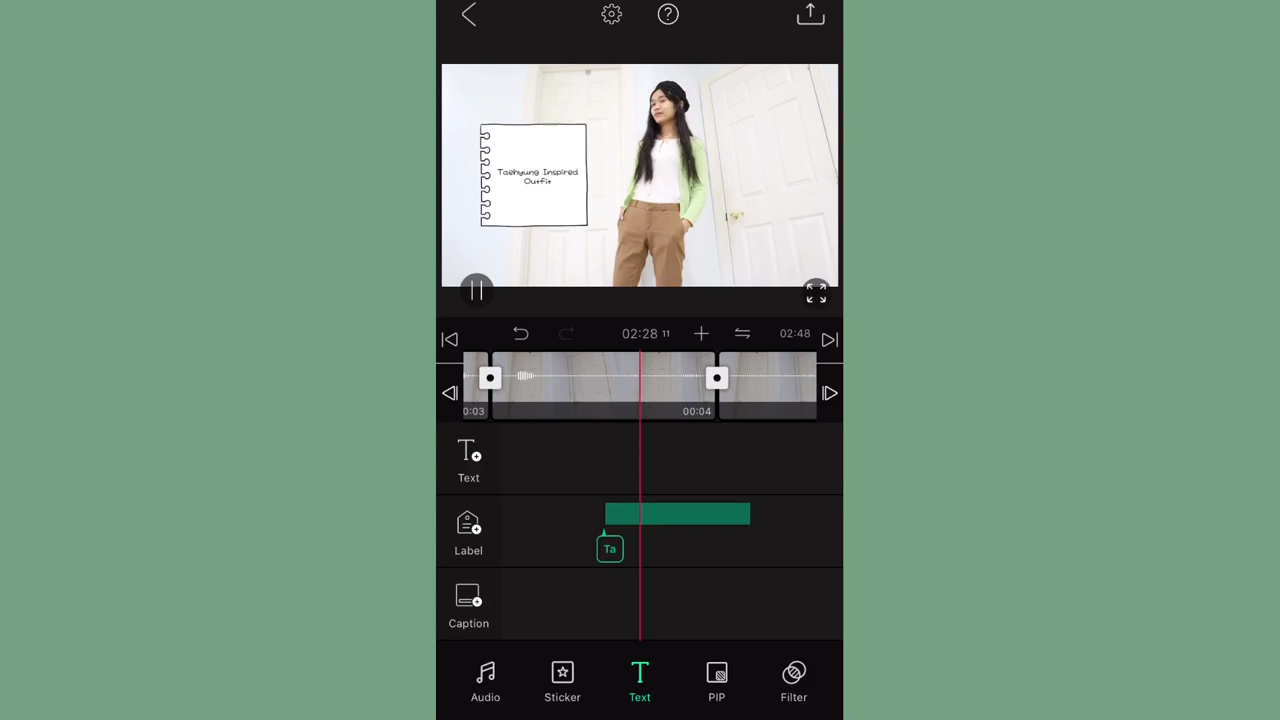 Taehyung Inspired
Outfit
02:28 11
02:48
0:03
00:04
Text
Label
Ta
Caption
Audio
Sticker
Text
PIP
Filter